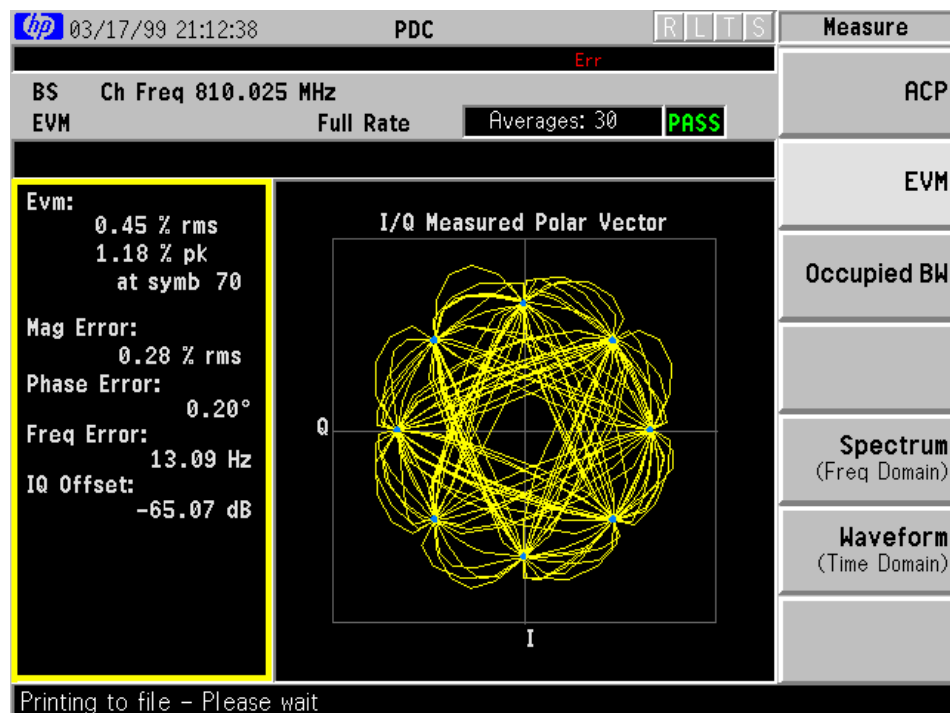 hp 03/17/99 21:12:38 PDC R L T S Measure
Err
BS Ch Freq 810.025 MHz
EVM Full Rate Averages: 30 PASS
Evm:
0.45 % rms
1.18 % pk
at symb 70
Mag Error:
0.28 % rms
Phase Error:
0.20°
Freq Error:
13.09 Hz
IQ Offset:
-65.07 dB
I/Q Measured Polar Vector
Q
I
ACP
EVM
Occupied BW
Spectrum
(Freq Domain)
Waveform
(Time Domain)
Printing to file - Please wait